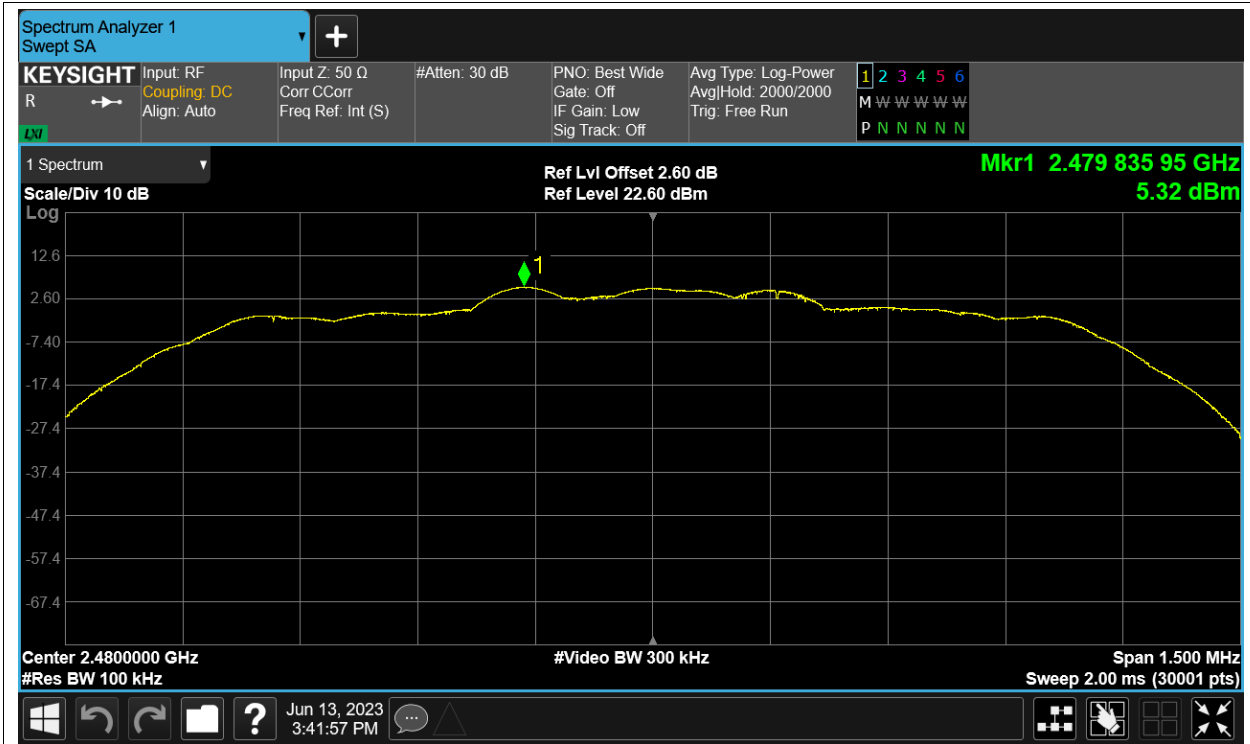 Spectrum Analyzer 1
Swept SA
KEYSIGHT
R
LXI
Input: RF
Coupling: DC
Align: Auto
Input Z: 50 Ω
Corr CCorr
Freq Ref: Int (S)
#Atten: 30 dB
PNO: Best Wide
Gate: Off
IF Gain: Low
Sig Track: Off
Avg Type: Log-Power
Avg|Hold: 2000/2000
Trig: Free Run
1 2 3 4 5 6
M W W W W W
P N N N N N
1 Spectrum
Scale/Div 10 dB
Log
Ref Lvl Offset 2.60 dB
Ref Level 22.60 dBm
Mkr1 2.479 835 95 GHz
5.32 dBm
1
12.6
2.60
-7.40
-17.4
-27.4
-37.4
-47.4
-57.4
-67.4
Center 2.4800000 GHz
#Video BW 300 kHz
Span 1.500 MHz
#Res BW 100 kHz
Sweep 2.00 ms (30001 pts)
?
Jun 13, 2023
3:41:57 PM